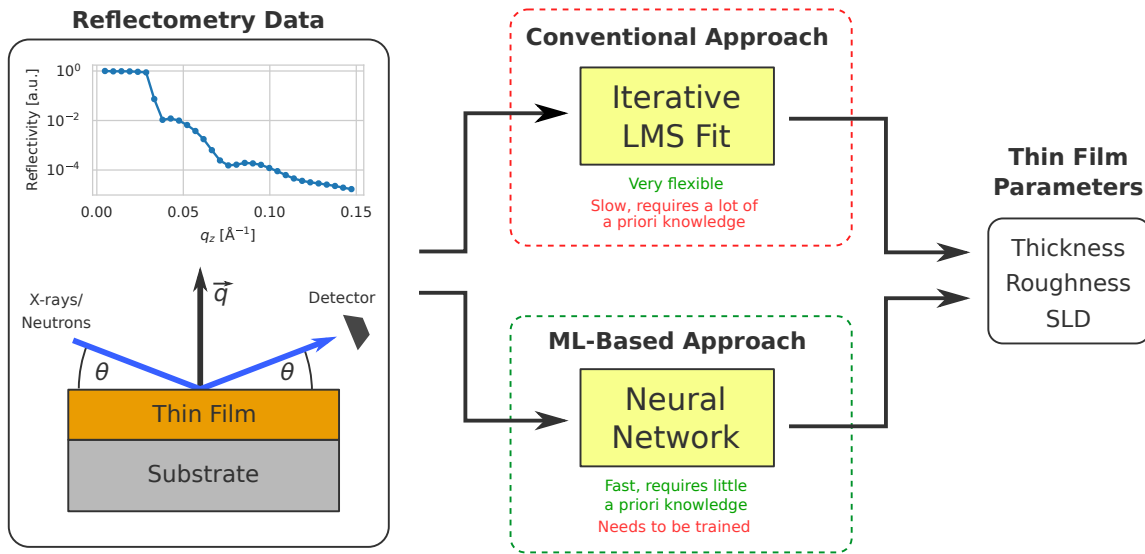 Reflectometry Data
Reflectivity [a.u.]
10⁰
10⁻²
10⁻⁴
0.00
0.05
0.10
0.15
q_z [Å⁻¹]
X-rays/
Neutrons
q⃗
Detector
θ
θ
Thin Film
Substrate
Conventional Approach
Iterative
LMS Fit
Very flexible
Slow, requires a lot of
a priori knowledge
ML-Based Approach
Neural
Network
Fast, requires little
a priori knowledge
Needs to be trained
Thin Film
Parameters
Thickness
Roughness
SLD